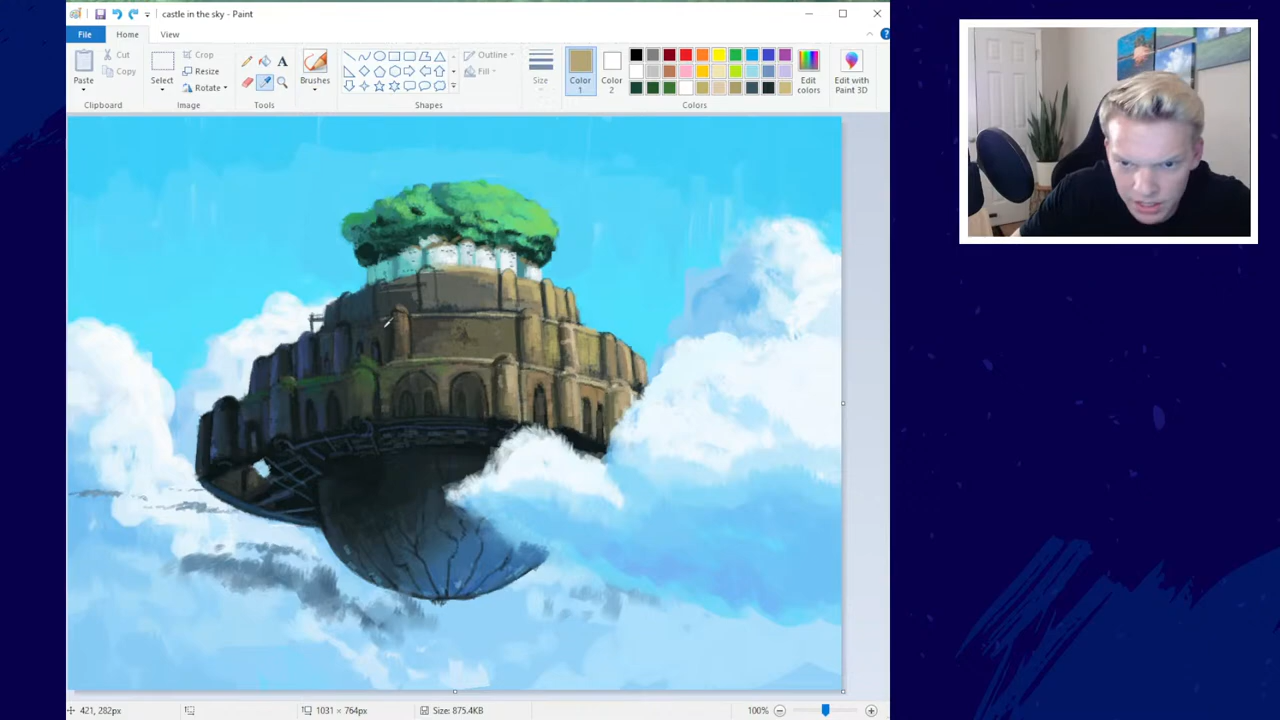 castle in the sky - Paint
File Home View
Paste
Cut
Copy
Clipboard
Select
Crop
Resize
Rotate
Image
Tools
Brushes
Shapes
Outline
Fill
Size
Color 1
Color 2
Edit colors
Colors
Edit with Paint 3D
421, 282px
1031 × 764px
Size: 875.4KB
100%